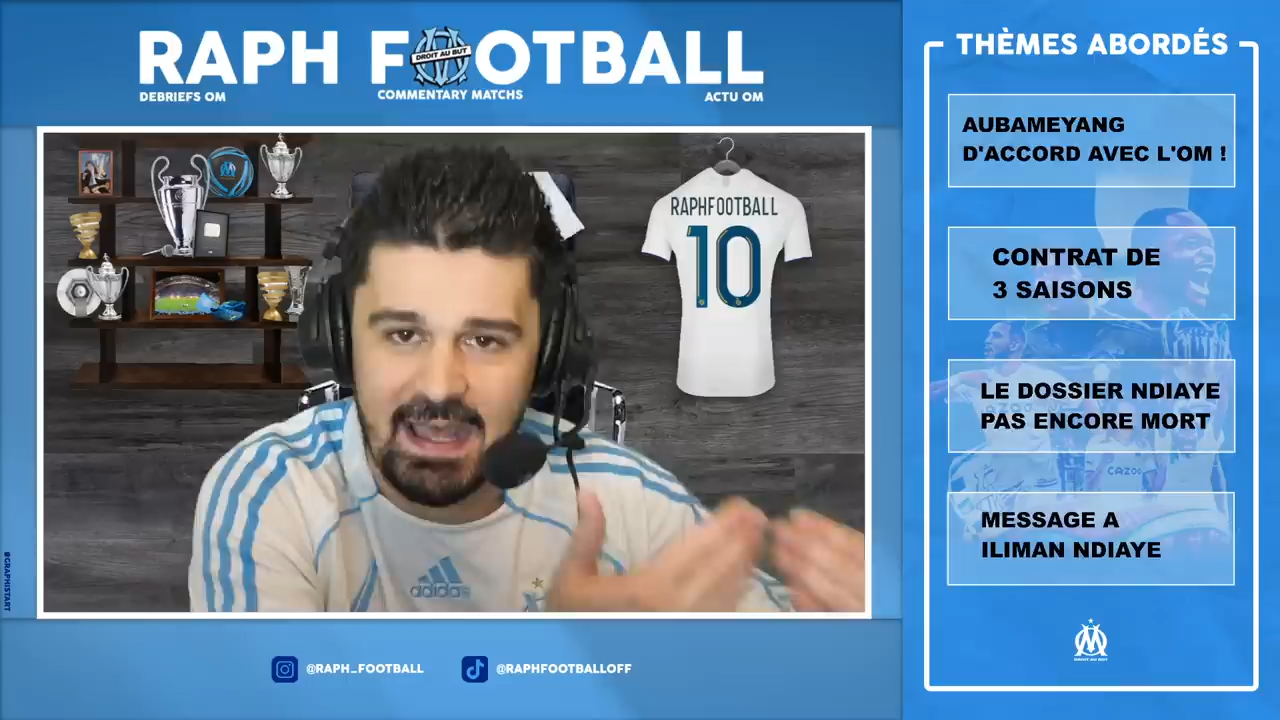 RAPH FOOTBALL
DROIT AU BUT
DEBRIEFS OM
COMMENTARY MATCHS
ACTU OM
RAPHFOOTBALL
10
adidas
@RAPH_FOOTBALL
@RAPHFOOTBALLOFF
#GRAPHISTART
THÈMES ABORDÉS
AUBAMEYANG
D'ACCORD AVEC L'OM !
CONTRAT DE
3 SAISONS
LE DOSSIER NDIAYE
PAS ENCORE MORT
MESSAGE A
ILIMAN NDIAYE
CAZOO
DROIT AU BUT